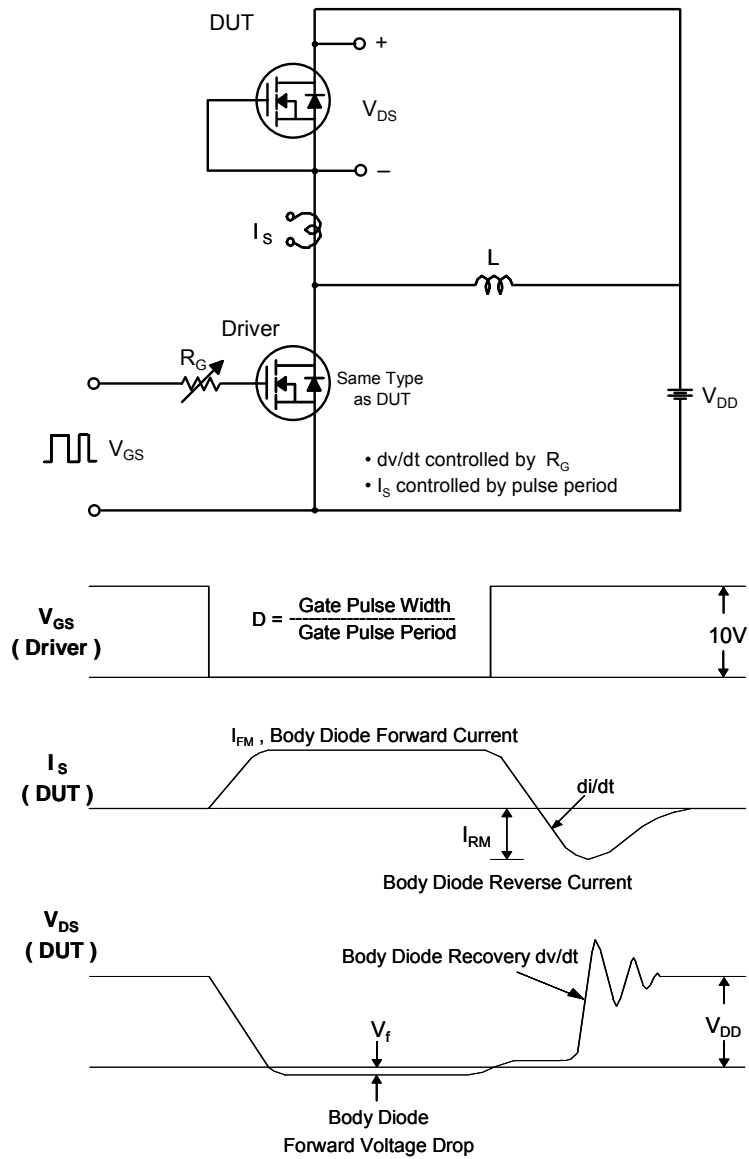 DUT
+
V_DS
–
I_S
L
Driver
R_G
Same Type
as DUT
V_DD
V_GS
• dv/dt controlled by R_G
• I_S controlled by pulse period
V_GS
( Driver )
D = Gate Pulse Width
Gate Pulse Period
10V
I_FM , Body Diode Forward Current
I_S
( DUT )
di/dt
I_RM
Body Diode Reverse Current
V_DS
( DUT )
Body Diode Recovery dv/dt
V_f
V_DD
Body Diode
Forward Voltage Drop